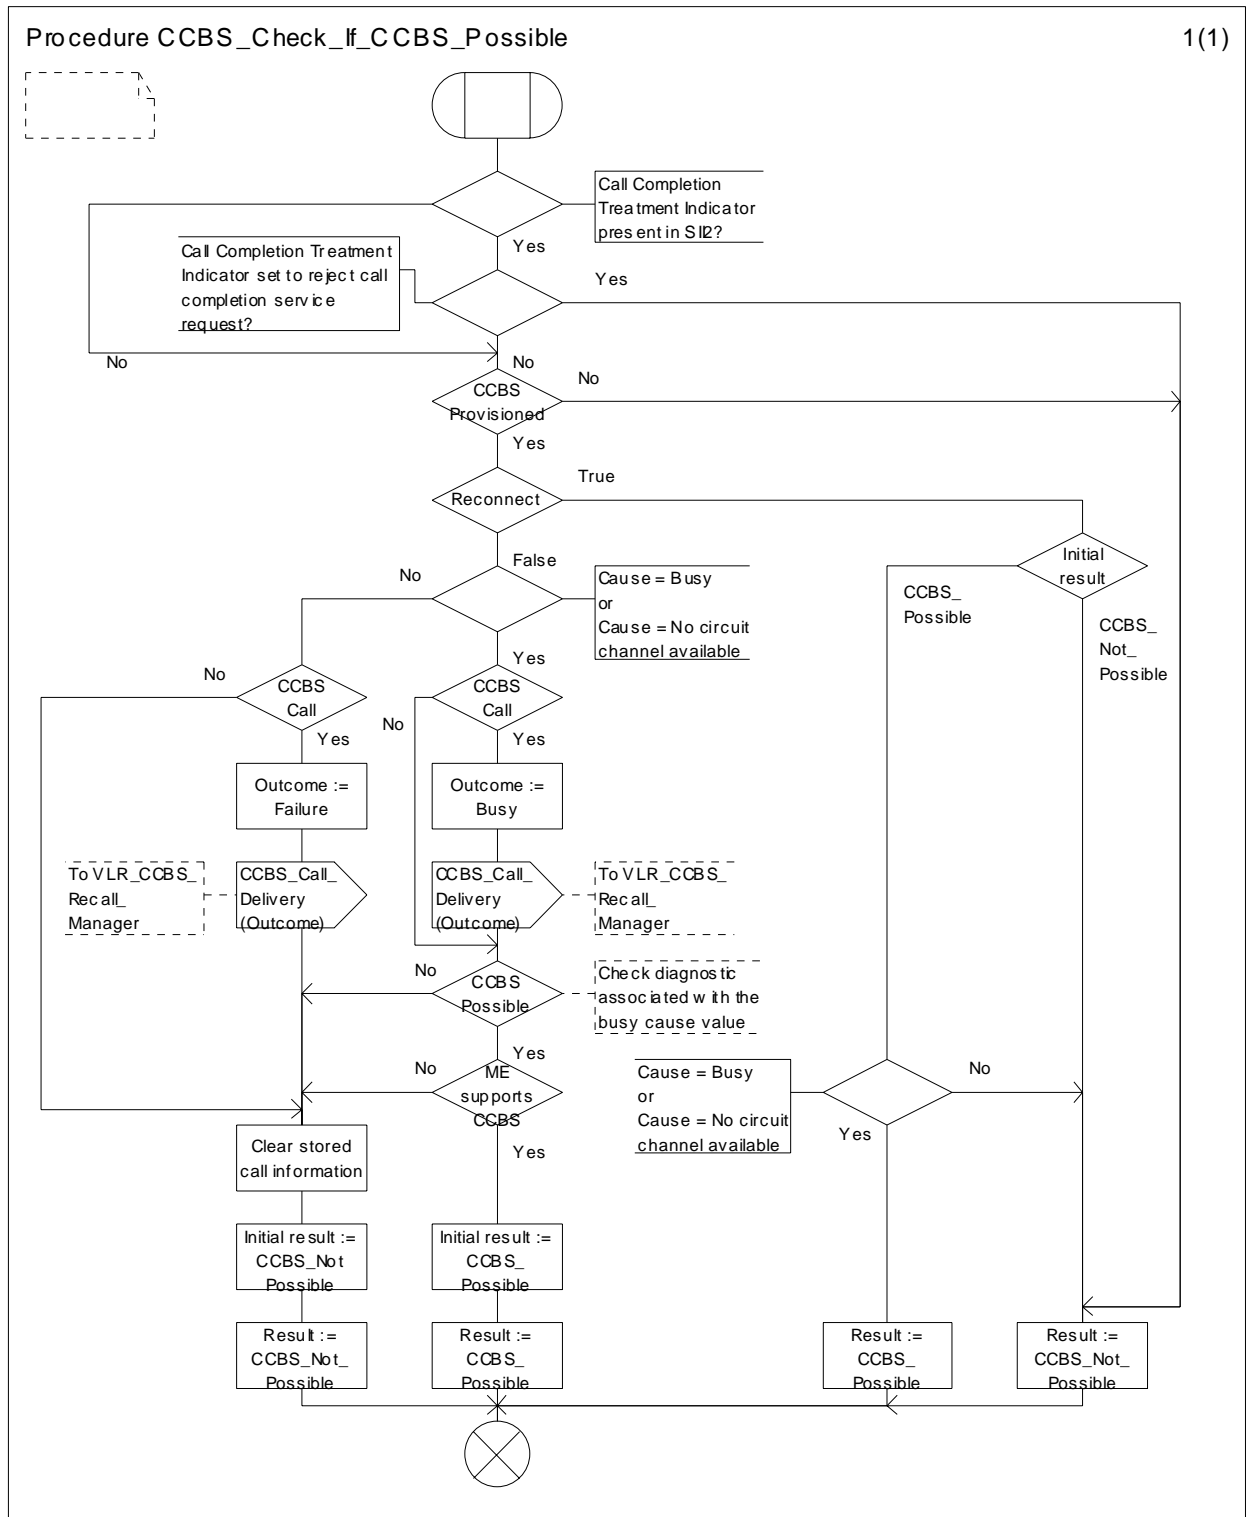 Procedure CCBS_Check_If_CCBS_Possible
1(1)
Call Completion
Treatment Indicator
present in SII2?
Yes
Call Completion Treatment
Indicator set to reject call
completion service
request?
Yes
No
No
CCBS
Provisioned
No
Yes
Reconnect
True
False
Initial
result
No
Cause = Busy
or
Cause = No circuit
channel available
CCBS_
Possible
CCBS_
Not_
Possible
Yes
No
CCBS
Call
CCBS
Call
No
Yes
Yes
Outcome :=
Failure
Outcome :=
Busy
To VLR_CCBS_
Recall_
Manager
CCBS_Call_
Delivery
(Outcome)
CCBS_Call_
Delivery
(Outcome)
To VLR_CCBS_
Recall_
Manager
No
CCBS
Possible
Check diagnostic
associated with the
busy cause value
Yes
No
ME
supports
CCBS
Cause = Busy
or
Cause = No circuit
channel available
No
Yes
Yes
Clear stored
call information
Initial result :=
CCBS_Not
Possible
Initial result :=
CCBS_
Possible
Result :=
CCBS_Not_
Possible
Result :=
CCBS_
Possible
Result :=
CCBS_
Possible
Result :=
CCBS_Not_
Possible